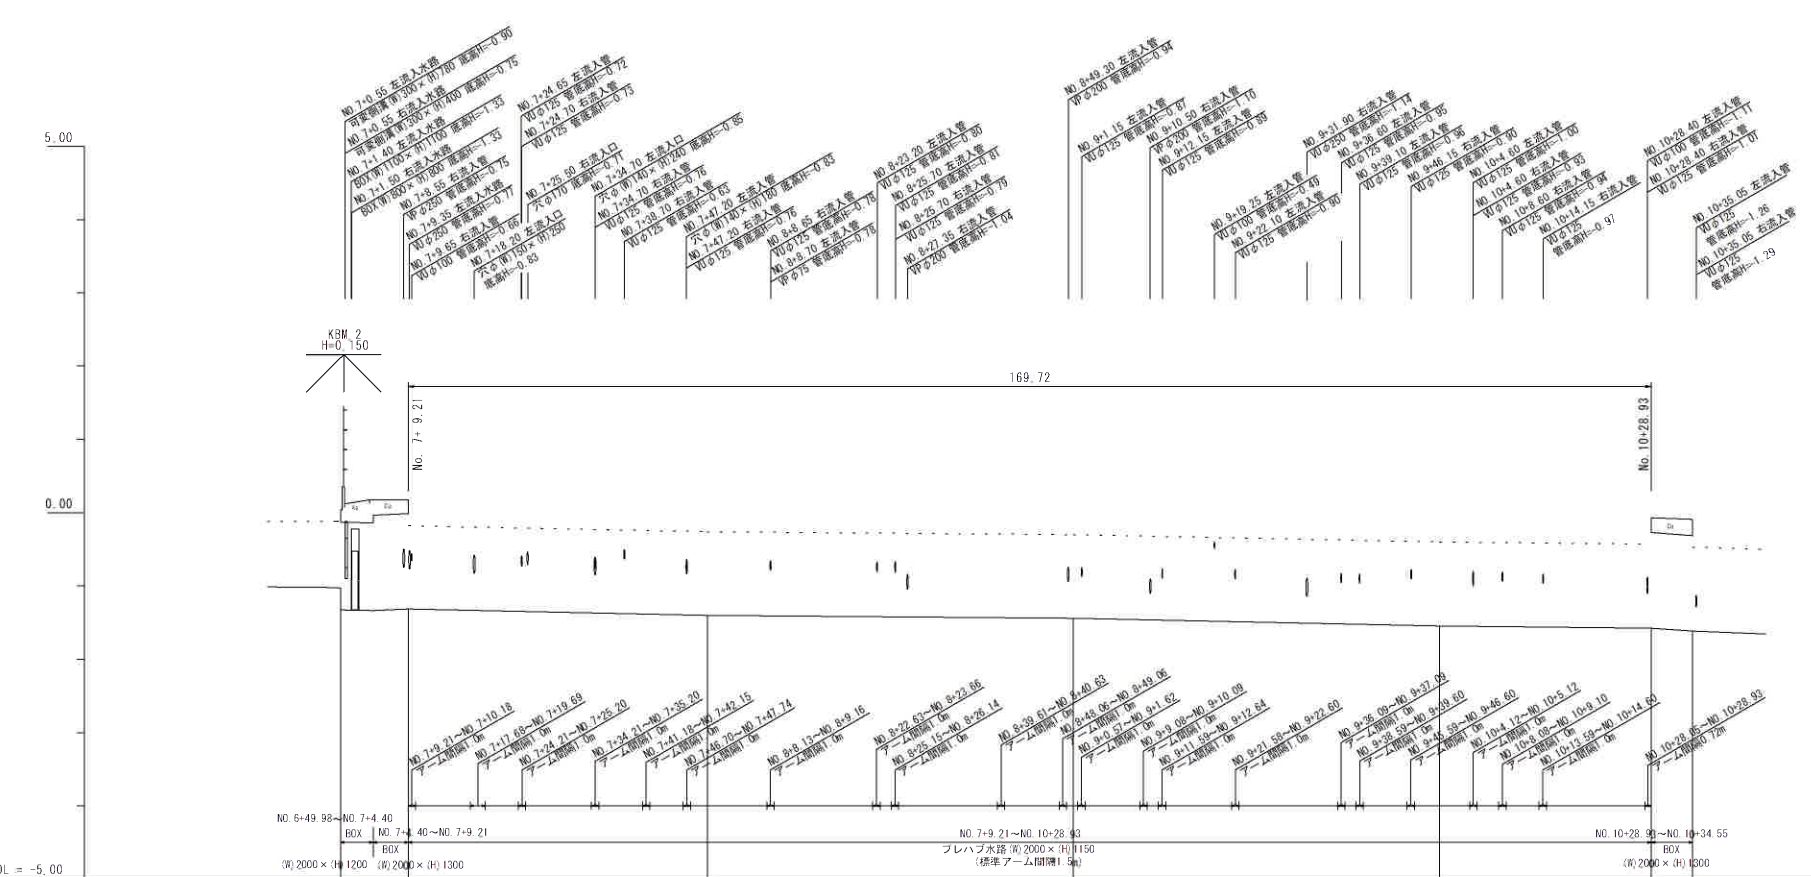 NO.7+0.55 左流入水路
可変側溝(W)300×(H)780 底高H=-0.90
NO.7+0.55 右流入水路
可変側溝(W)300×(H)400 底高H=-0.75
NO.7+1.40 左流入水路
BOX(W)1100×(H)1100 底高H=-1.33
NO.7+1.50 右流入水路
BOX(W)800×(H)800 底高H=-1.33
NO.7+8.55 右流入管
VPφ250 管底高H=-0.75
NO.7+9.35 左流入水路
VUφ250 管底高H=-0.77
NO.7+9.65 右流入管
VUφ100 管底高H=-0.66
NO.7+18.20 左流入口
穴φ(W)150×(H)250
底高H=-0.83
NO.7+24.65 左流入管
VUφ125 管底高H=-0.72
NO.7+24.70 右流入管
VUφ125 管底高H=-0.73
NO.7+25.50 右流入口
穴φ170 底高H=-0.71
NO.7+34.70 左流入口
穴φ(W)140×(H)240 底高H=-0.85
NO.7+34.70 右流入管
VUφ125 管底高H=-0.76
NO.7+38.70 右流入管
VUφ125 管底高H=-0.63
NO.7+47.20 左流入管
穴φ(W)140×(H)180 底高H=-0.83
NO.7+47.20 右流入管
VUφ125 管底高H=-0.76
NO.8+8.65 右流入管
VUφ125 管底高H=-0.78
NO.8+8.70 左流入管
VPφ75 管底高H=-0.78
NO.8+23.20 左流入管
VUφ125 管底高H=-0.80
NO.8+25.70 左流入管
VUφ125 管底高H=-0.81
NO.8+25.70 右流入管
VUφ125 管底高H=-0.79
NO.8+27.35 右流入管
VPφ200 管底高H=-1.04
NO.8+49.30 左流入管
VPφ200 管底高H=-0.94
NO.9+1.15 左流入管
VUφ125 管底高H=-0.87
NO.9+10.50 右流入管
VPφ200 管底高H=-1.10
NO.9+12.15 左流入管
VUφ125 管底高H=-0.89
NO.9+19.25 左流入管
VUφ100 管底高H=-0.49
NO.9+22.10 左流入管
VUφ125 管底高H=-0.90
NO.9+31.90 右流入管
VUφ250 管底高H=-1.14
NO.9+36.60 左流入管
VUφ125 管底高H=-0.95
NO.9+39.10 左流入管
VUφ125 管底高H=-0.96
NO.9+46.15 右流入管
VUφ125 管底高H=-0.90
NO.10+4.60 左流入管
VUφ125 管底高H=-1.00
NO.10+4.60 右流入管
VUφ125 管底高H=-0.93
NO.10+8.60 右流入管
VUφ125 管底高H=-0.94
NO.10+14.15 右流入管
VUφ125
管底高H=-0.97
NO.10+28.40 左流入管
VUφ100 管底高H=-1.11
NO.10+28.40 右流入管
VUφ125 管底高H=-1.07
NO.10+35.05 左流入管
VUφ125
管底高H=-1.26
NO.10+35.05 右流入管
VUφ125
管底高H=-1.29
5.00
KBM.2
H=0.150
169.72
No.7+ 9.21
No.10+28.93
0.00
NO.7+9.21～NO.7+10.18
アーム間隔1.0m
NO.7+17.68～NO.7+19.69
アーム間隔1.0m
NO.7+24.21～NO.7+25.20
アーム間隔1.0m
NO.7+34.21～NO.7+35.20
アーム間隔1.0m
NO.7+41.18～NO.7+42.15
アーム間隔1.0m
NO.7+46.70～NO.7+47.74
アーム間隔1.0m
NO.8+8.13～NO.8+9.16
アーム間隔1.0m
NO.8+22.63～NO.8+23.66
アーム間隔1.0m
NO.8+25.15～NO.8+26.14
アーム間隔1.0m
NO.8+39.61～NO.8+40.63
アーム間隔1.0m
NO.8+48.06～NO.8+49.06
アーム間隔1.0m
NO.9+0.57～NO.9+1.62
アーム間隔1.0m
NO.9+9.08～NO.9+10.09
アーム間隔1.0m
NO.9+11.59～NO.9+12.64
アーム間隔1.0m
NO.9+21.58～NO.9+22.60
アーム間隔1.0m
NO.9+36.09～NO.9+37.09
アーム間隔1.0m
NO.9+38.59～NO.9+39.60
アーム間隔1.0m
NO.9+45.59～NO.9+46.60
アーム間隔1.0m
NO.10+4.12～NO.10+5.12
アーム間隔1.0m
NO.10+8.08～NO.10+9.10
アーム間隔1.0m
NO.10+13.59～NO.10+14.60
アーム間隔1.0m
NO.10+28.05～NO.10+28.93
アーム間隔0.72m
NO.6+49.98～NO.7+4.40
BOX
(W)2000×(H)1200
NO.7+4.40～NO.7+9.21
BOX
(W)2000×(H)1300
NO.7+9.21～NO.10+28.93
プレハブ水路(W)2000×(H)1150
(標準アーム間隔1.5m)
NO.10+28.93～NO.10+34.55
BOX
(W)2000×(H)1300
DL = -5.00